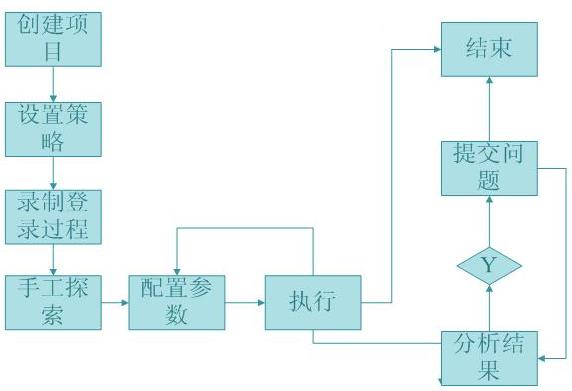 创建项
目
设置策
略
录制登
录过程
手工探
索
配置参
数
执行
结束
提交问
题
Y
分析结
果